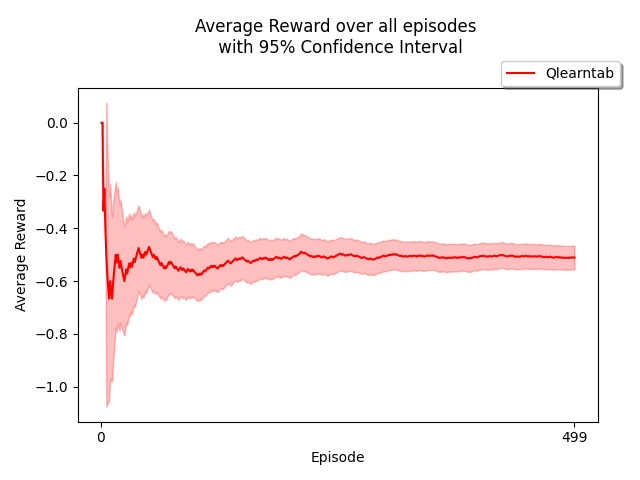 Average Reward over all episodes
with 95% Confidence Interval
Qlearntab
Average Reward
0.0
−0.2
−0.4
−0.6
−0.8
−1.0
0
499
Episode